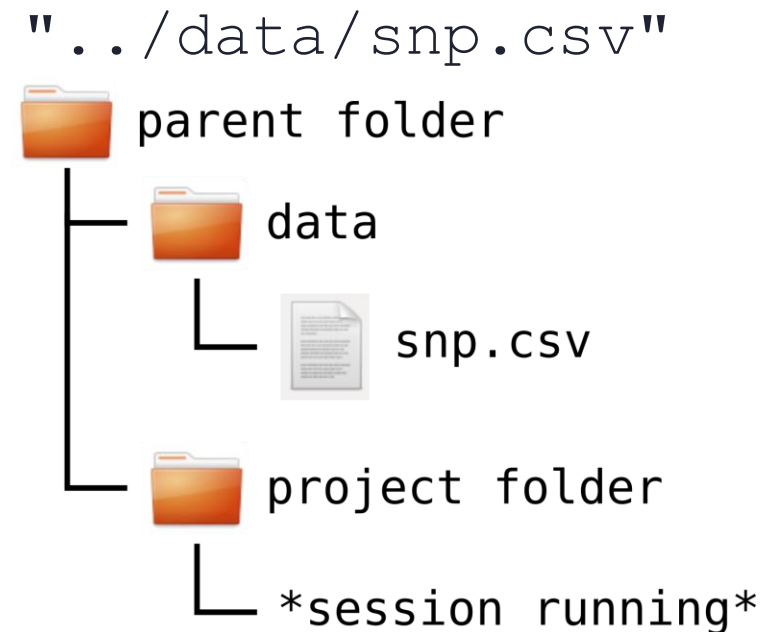 "../data/snp.csv"
parent folder
data
snp.csv
project folder
*session running*